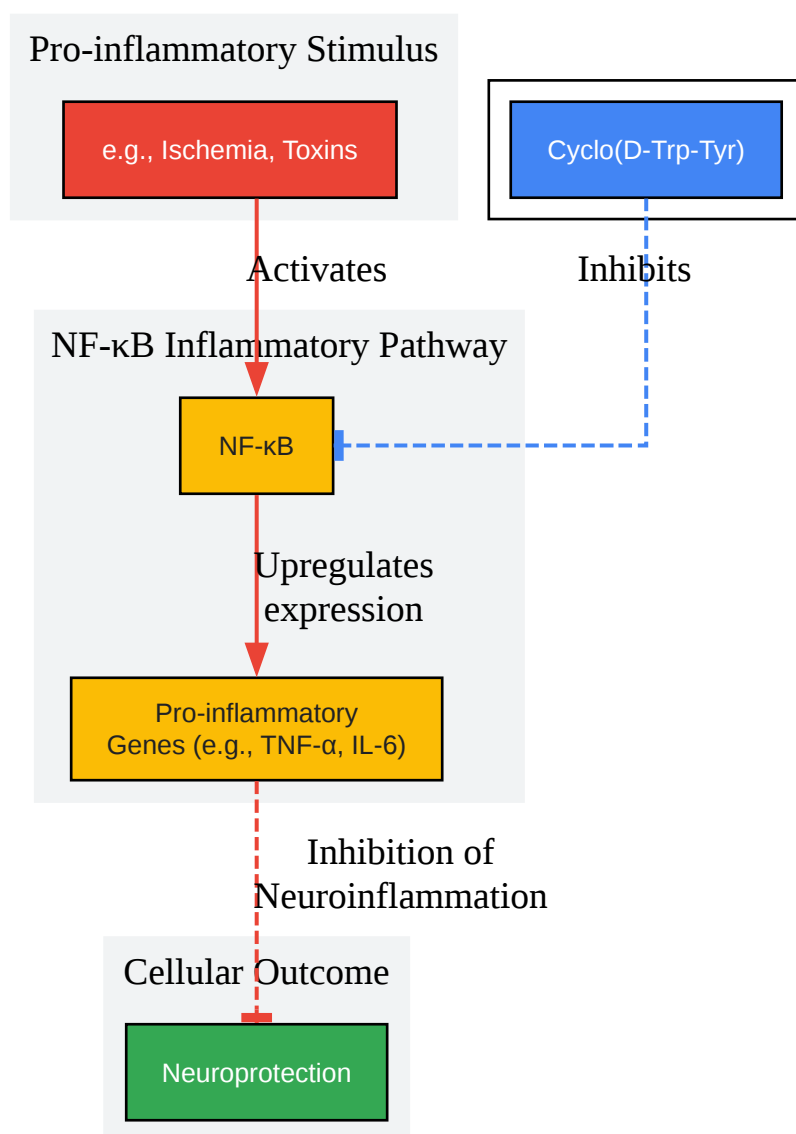 Pro-inflammatory Stimulus
e.g., Ischemia, Toxins
Cyclo(D-Trp-Tyr)
Activates
Inhibits
NF-κB Inflammatory Pathway
NF-κB
Upregulates
expression
Pro-inflammatory
Genes (e.g., TNF-α, IL-6)
Inhibition of
Neuroinflammation
Cellular Outcome
Neuroprotection